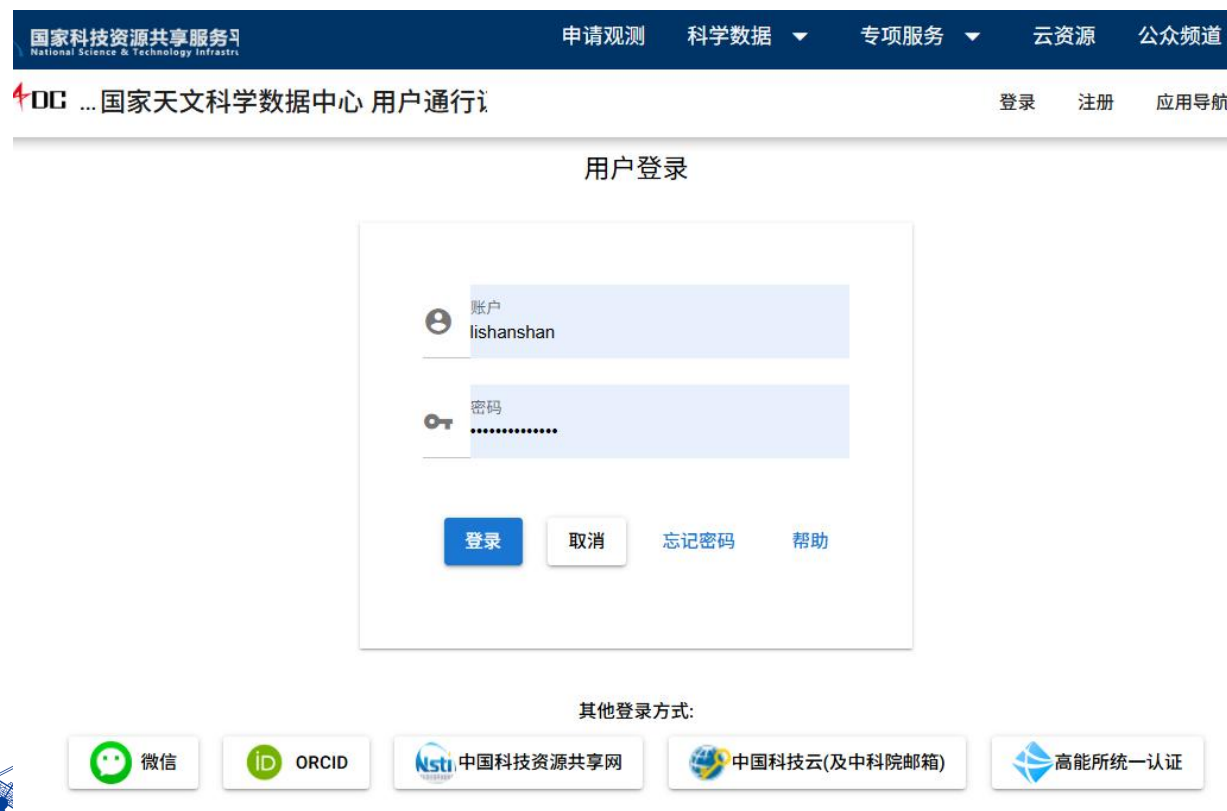 国家科技资源共享服务平
National Science & Technology Infrastru
申请观测 科学数据 专项服务 云资源 公众频道
DC ...国家天文科学数据中心 用户通行证
登录 注册 应用导航
用户登录
账户
lishanshan
密码
••••••••••••••
登录 取消 忘记密码 帮助
其他登录方式:
微信 iD ORCID Nsti 中国科技资源共享网 中国科技云(及中科院邮箱) 高能所统一认证